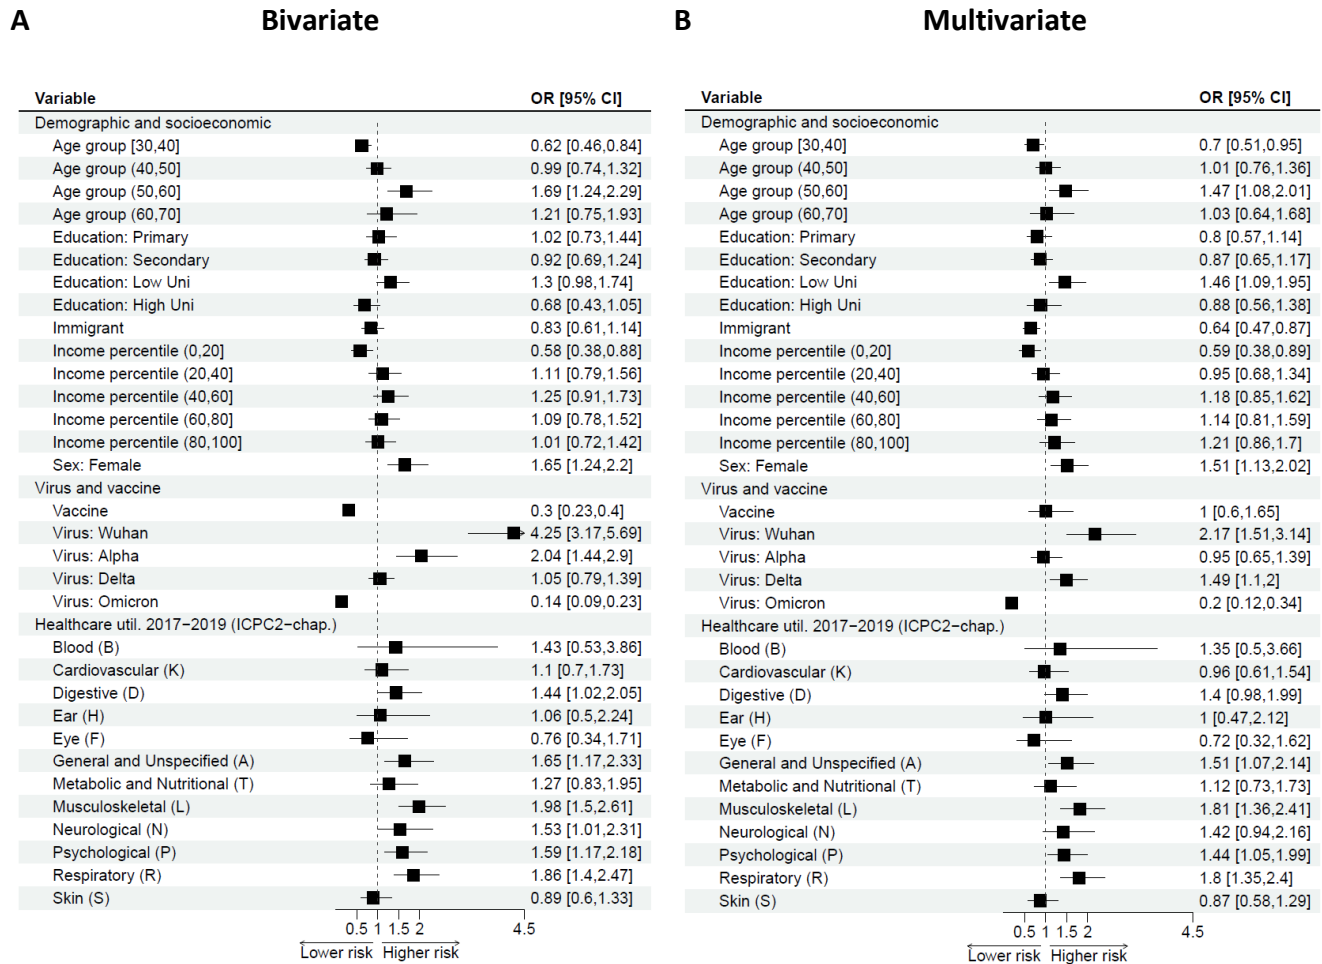 A Bivariate
Variable OR [95% CI]
Demographic and socioeconomic
Age group [30,40] 0.62 [0.46,0.84]
Age group (40,50] 0.99 [0.74,1.32]
Age group (50,60] 1.69 [1.24,2.29]
Age group (60,70] 1.21 [0.75,1.93]
Education: Primary 1.02 [0.73,1.44]
Education: Secondary 0.92 [0.69,1.24]
Education: Low Uni 1.3 [0.98,1.74]
Education: High Uni 0.68 [0.43,1.05]
Immigrant 0.83 [0.61,1.14]
Income percentile (0,20] 0.58 [0.38,0.88]
Income percentile (20,40] 1.11 [0.79,1.56]
Income percentile (40,60] 1.25 [0.91,1.73]
Income percentile (60,80] 1.09 [0.78,1.52]
Income percentile (80,100] 1.01 [0.72,1.42]
Sex: Female 1.65 [1.24,2.2]
Virus and vaccine
Vaccine 0.3 [0.23,0.4]
Virus: Wuhan 4.25 [3.17,5.69]
Virus: Alpha 2.04 [1.44,2.9]
Virus: Delta 1.05 [0.79,1.39]
Virus: Omicron 0.14 [0.09,0.23]
Healthcare util. 2017−2019 (ICPC2−chap.)
Blood (B) 1.43 [0.53,3.86]
Cardiovascular (K) 1.1 [0.7,1.73]
Digestive (D) 1.44 [1.02,2.05]
Ear (H) 1.06 [0.5,2.24]
Eye (F) 0.76 [0.34,1.71]
General and Unspecified (A) 1.65 [1.17,2.33]
Metabolic and Nutritional (T) 1.27 [0.83,1.95]
Musculoskeletal (L) 1.98 [1.5,2.61]
Neurological (N) 1.53 [1.01,2.31]
Psychological (P) 1.59 [1.17,2.18]
Respiratory (R) 1.86 [1.4,2.47]
Skin (S) 0.89 [0.6,1.33]
0.5 1 1.5 2 4.5
Lower risk Higher risk
B Multivariate
Variable OR [95% CI]
Demographic and socioeconomic
Age group [30,40] 0.7 [0.51,0.95]
Age group (40,50] 1.01 [0.76,1.36]
Age group (50,60] 1.47 [1.08,2.01]
Age group (60,70] 1.03 [0.64,1.68]
Education: Primary 0.8 [0.57,1.14]
Education: Secondary 0.87 [0.65,1.17]
Education: Low Uni 1.46 [1.09,1.95]
Education: High Uni 0.88 [0.56,1.38]
Immigrant 0.64 [0.47,0.87]
Income percentile (0,20] 0.59 [0.38,0.89]
Income percentile (20,40] 0.95 [0.68,1.34]
Income percentile (40,60] 1.18 [0.85,1.62]
Income percentile (60,80] 1.14 [0.81,1.59]
Income percentile (80,100] 1.21 [0.86,1.7]
Sex: Female 1.51 [1.13,2.02]
Virus and vaccine
Vaccine 1 [0.6,1.65]
Virus: Wuhan 2.17 [1.51,3.14]
Virus: Alpha 0.95 [0.65,1.39]
Virus: Delta 1.49 [1.1,2]
Virus: Omicron 0.2 [0.12,0.34]
Healthcare util. 2017−2019 (ICPC2−chap.)
Blood (B) 1.35 [0.5,3.66]
Cardiovascular (K) 0.96 [0.61,1.54]
Digestive (D) 1.4 [0.98,1.99]
Ear (H) 1 [0.47,2.12]
Eye (F) 0.72 [0.32,1.62]
General and Unspecified (A) 1.51 [1.07,2.14]
Metabolic and Nutritional (T) 1.12 [0.73,1.73]
Musculoskeletal (L) 1.81 [1.36,2.41]
Neurological (N) 1.42 [0.94,2.16]
Psychological (P) 1.44 [1.05,1.99]
Respiratory (R) 1.8 [1.35,2.4]
Skin (S) 0.87 [0.58,1.29]
0.5 1 1.5 2 4.5
Lower risk Higher risk